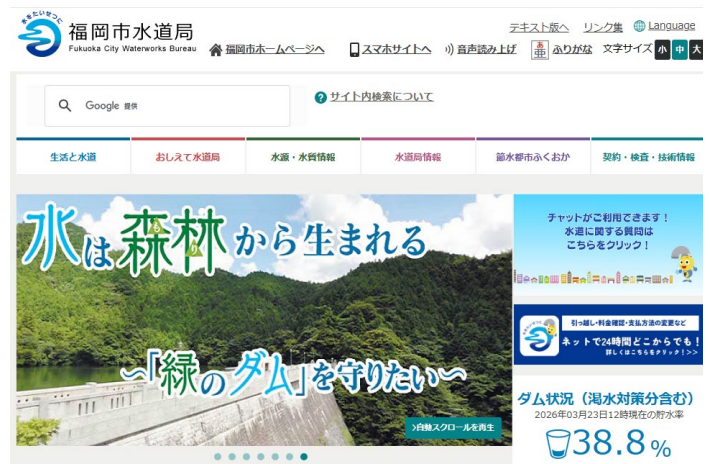 水をたいせつに
福岡市水道局
Fukuoka City Waterworks Bureau
福岡市ホームページへ
スマホサイトへ
音声読み上げ
あ
亜
ふりがな
テキスト版へ
リンク集
Language
文字サイズ 小 中 大
Google 提供
サイト内検索について
生活と水道
おしえて水道局
水源・水質情報
水道局情報
節水都市ふくおか
契約・検査・技術情報
水は森林から生まれる
もり
~「緑のダム」を守りたい~
>自動スクロールを再生
チャットがご利用できます！
水道に関する質問は
こちらをクリック！
引っ越し・料金確認・支払方法の変更など
ネットで24時間どこからでも！
詳しくはこちらをクリック！>>
ダム状況（渇水対策分含む）
2026年03月23日12時現在の貯水率
38.8%